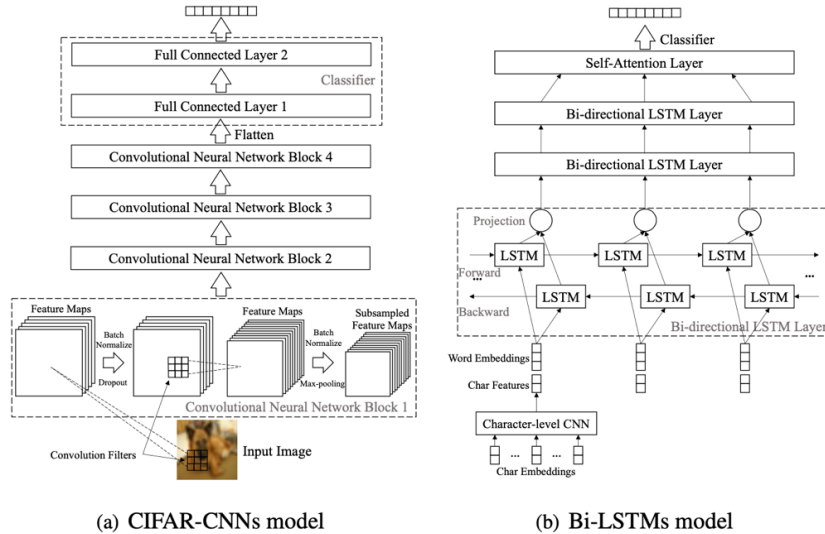 Full Connected Layer 2
Classifier
Full Connected Layer 1
Flatten
Convolutional Neural Network Block 4
Convolutional Neural Network Block 3
Convolutional Neural Network Block 2
Feature Maps
Batch
Normalize
Dropout
Feature Maps
Batch
Normalize
Max-pooling
Subsampled
Feature Maps
Convolutional Neural Network Block 1
Convolution Filters
Input Image
(a) CIFAR-CNNs model
Classifier
Self-Attention Layer
Bi-directional LSTM Layer
Bi-directional LSTM Layer
Projection
LSTM LSTM LSTM
Forward
... ...
LSTM LSTM LSTM
Backward
Bi-directional LSTM Layer
Word Embeddings
Char Features
Character-level CNN
... ...
Char Embeddings
(b) Bi-LSTMs model